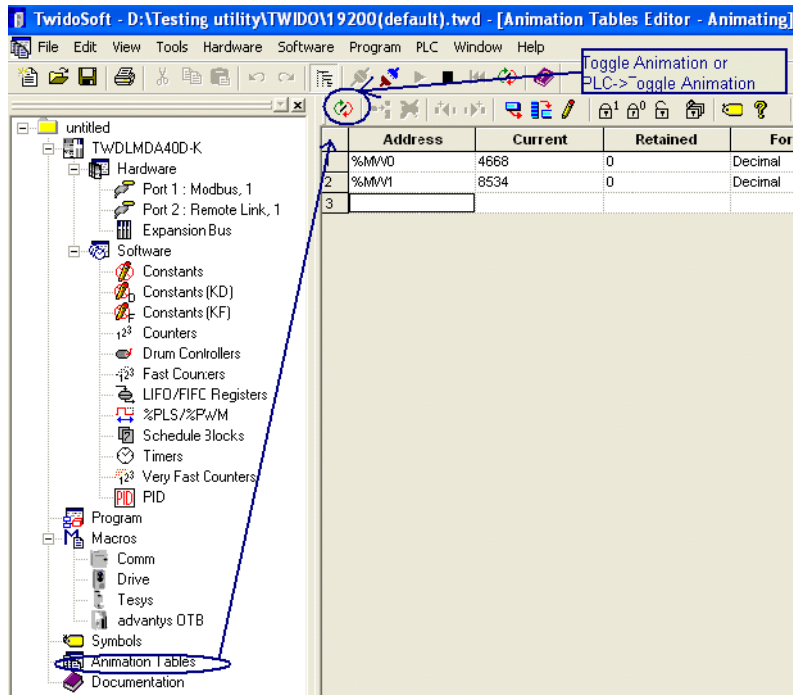 TwidoSoft - D:\Testing utility\TWIDO\19200(default).twd - [Animation Tables Editor - Animating]
File Edit View Tools Hardware Software Program PLC Window Help
Toggle Animation or
PLC->Toggle Animation
Address Current Retained For
%MW0 4668 0 Decimal
2 %MW1 8534 0 Decimal
3
untitled
TWDLMDA40D-K
Hardware
Port 1 : Modbus, 1
Port 2 : Remote Link, 1
Expansion Bus
Software
Constants
Constants (KD)
Constants (KF)
Counters
Drum Controllers
Fast Counters
LIFO/FIFO Registers
%PLS/%PWM
Schedule Blocks
Timers
Very Fast Counters
PID PID
Program
Macros
Comm
Drive
Tesys
advantys OTB
Symbols
Animation Tables
Documentation